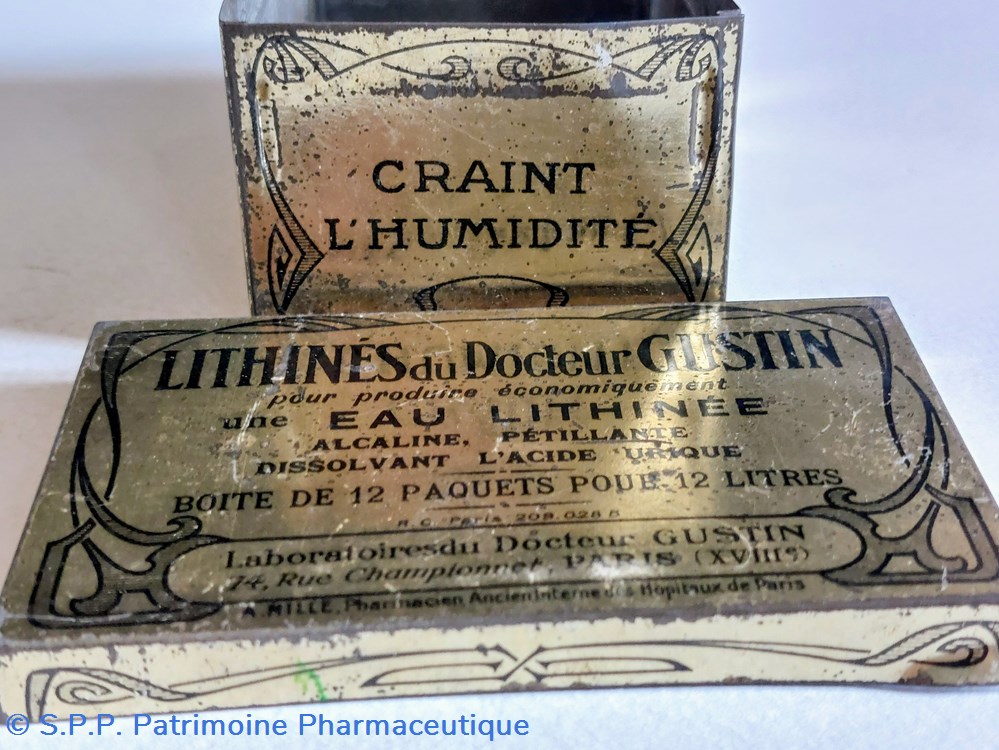 CRAINT
L'HUMIDITÉ
LITHINÉS du Docteur GUSTIN
pour produire économiquement
une EAU LITHINÉE
ALCALINE, PÉTILLANTE
DISSOLVANT L'ACIDE URIQUE
BOITE DE 12 PAQUETS POUR 12 LITRES
R.C. Paris 209.028 B
Laboratoires du Docteur GUSTIN
74, Rue Championnet, PARIS (XVIIIe)
A. MILLE, Pharmacien Ancien Interne des Hôpitaux de Paris
© S.P.P. Patrimoine Pharmaceutique